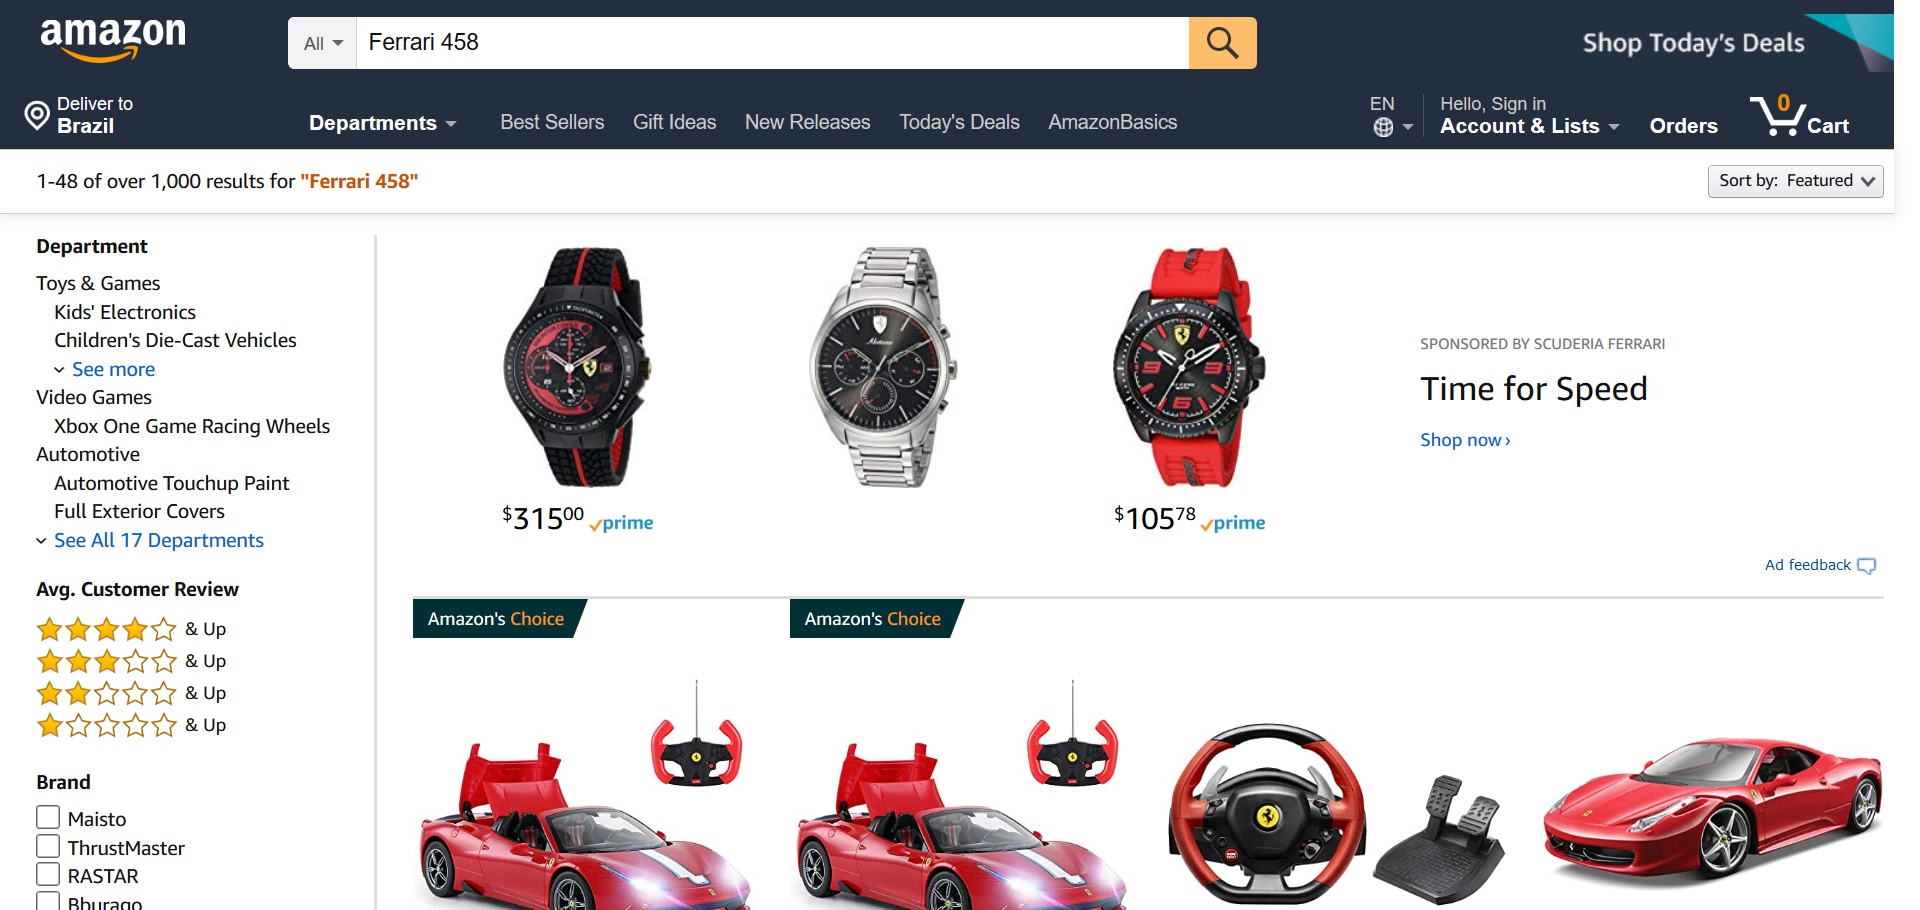 amazon
All
Ferrari 458
Shop Today's Deals
Deliver to
Brazil
Departments
Best Sellers
Gift Ideas
New Releases
Today's Deals
AmazonBasics
EN
Hello, Sign in
Account & Lists
Orders
0
Cart
1-48 of over 1,000 results for "Ferrari 458"
Sort by: Featured
Department
Toys & Games
Kids' Electronics
Children's Die-Cast Vehicles
See more
Video Games
Xbox One Game Racing Wheels
Automotive
Automotive Touchup Paint
Full Exterior Covers
See All 17 Departments
Avg. Customer Review
& Up
& Up
& Up
& Up
Brand
Maisto
ThrustMaster
RASTAR
Bburago
$31500 prime
$10578 prime
SPONSORED BY SCUDERIA FERRARI
Time for Speed
Shop now ›
Ad feedback
Amazon's Choice
Amazon's Choice